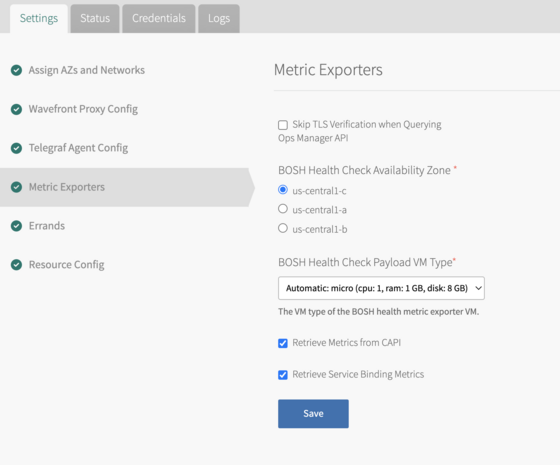 Settings
Status
Credentials
Logs
Assign AZs and Networks
Wavefront Proxy Config
Telegraf Agent Config
Metric Exporters
Errands
Resource Config
Metric Exporters
Skip TLS Verification when Querying
Ops Manager API
BOSH Health Check Availability Zone *
us-central1-c
us-central1-a
us-central1-b
BOSH Health Check Payload VM Type*
Automatic: micro (cpu: 1, ram: 1 GB, disk: 8 GB)
The VM type of the BOSH health metric exporter VM.
Retrieve Metrics from CAPI
Retrieve Service Binding Metrics
Save